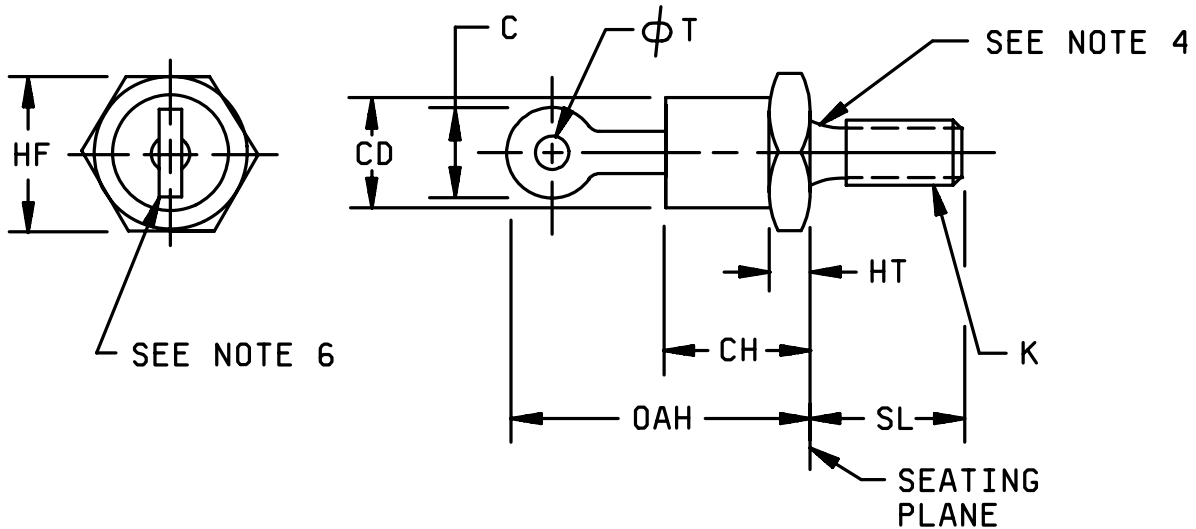 C
ϕT
SEE NOTE 4
HF
CD
HT
SEE NOTE 6
CH
K
OAH
SL
SEATING
PLANE